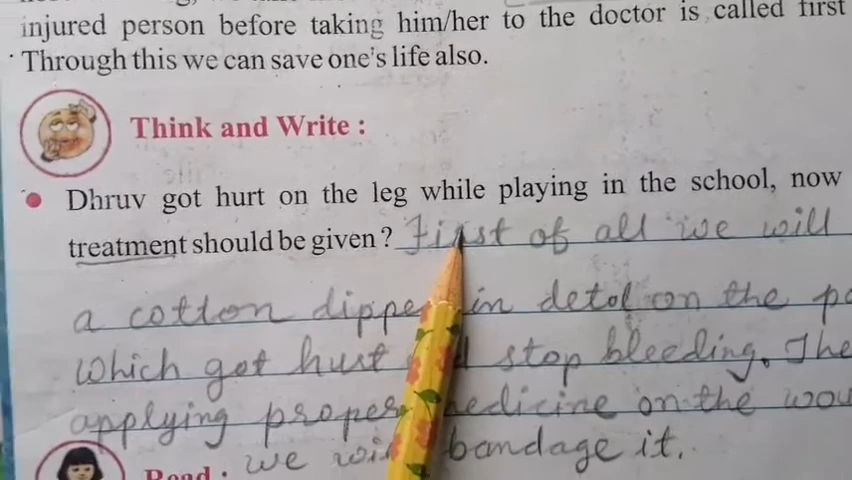 injured person before taking him/her to the doctor is called first
Through this we can save one's life also.
Think and Write :
Dhruv got hurt on the leg while playing in the school, now
treatment should be given ? First of all we will
a cotton in detol on the
which got hurt stop bleeding.
applying proper medicine on the
Read : we bandage it.